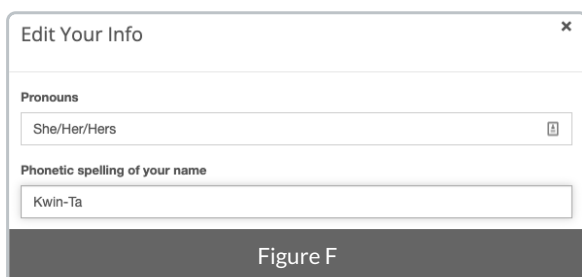 Edit Your Info
×
Pronouns
She/Her/Hers
Phonetic spelling of your name
Kwin-Ta
Figure F